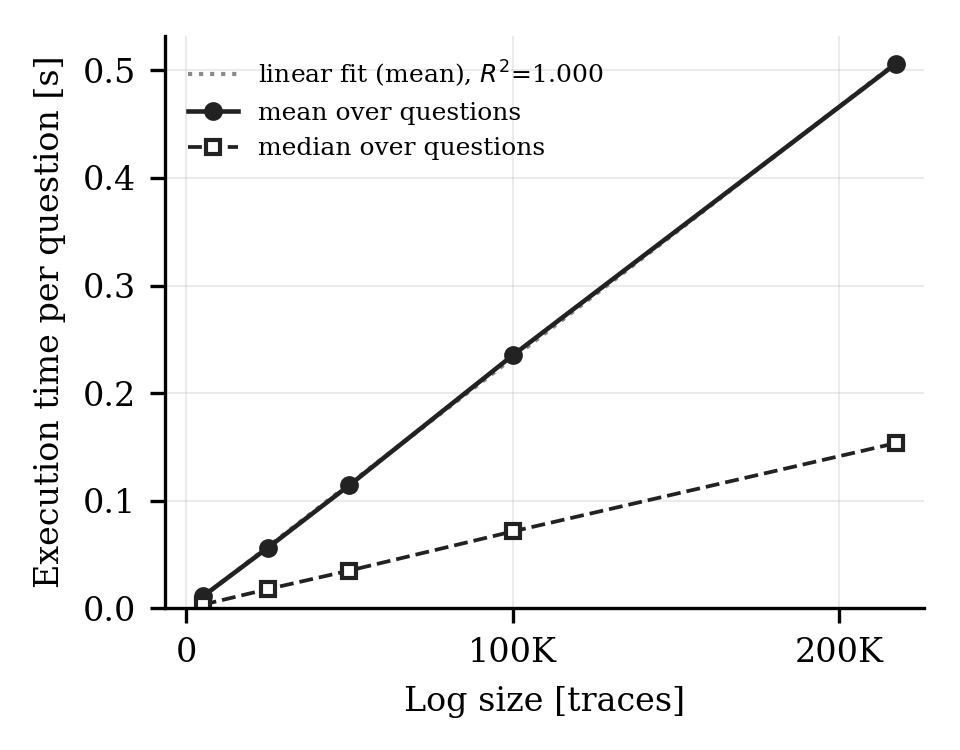 linear fit (mean), R²=1.000
mean over questions
median over questions
Execution time per question [s]
0.5
0.4
0.3
0.2
0.1
0.0
0 100K 200K
Log size [traces]